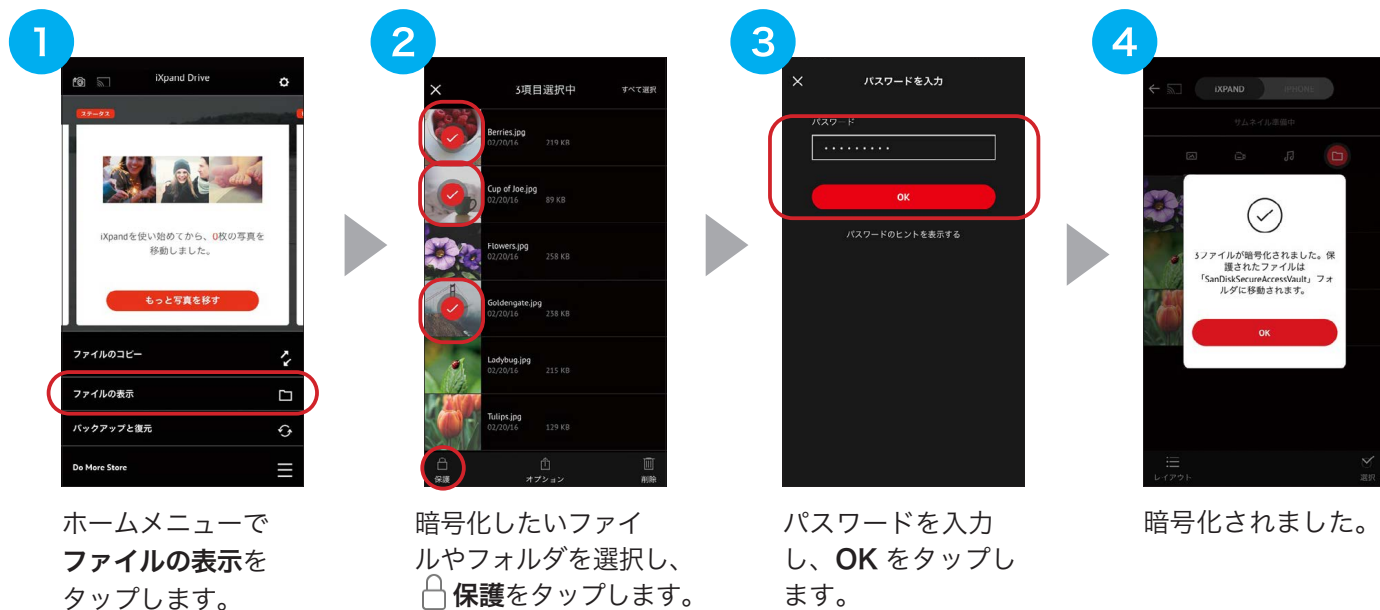 1
iXpand Drive
ステータス
iXpandを使い始めてから、0枚の写真を
移動しました。
もっと写真を移す
ファイルのコピー
ファイルの表示
バックアップと復元
Do More Store
ホームメニューで
ファイルの表示を
タップします。
2
3項目選択中
すべて選択
Berries.jpg
02/20/16 219 KB
Cup of Joe.jpg
02/20/16 89 KB
Flowers.jpg
02/20/16 258 KB
Goldengate.jpg
02/20/16 238 KB
Ladybug.jpg
02/20/16 215 KB
Tulips.jpg
02/20/16 129 KB
保護
オプション
削除
暗号化したいファイ
ルやフォルダを選択し、
保護をタップします。
3
パスワードを入力
パスワード
•••••••••
OK
パスワードのヒントを表示する
パスワードを入力
し、OK をタップし
ます。
4
iXPAND
iPHONE
サムネイル準備中
3ファイルが暗号化されました。保
護されたファイルは
「SanDiskSecureAccessVault」フォ
ルダに移動されます。
OK
レイアウト
選択
暗号化されました。